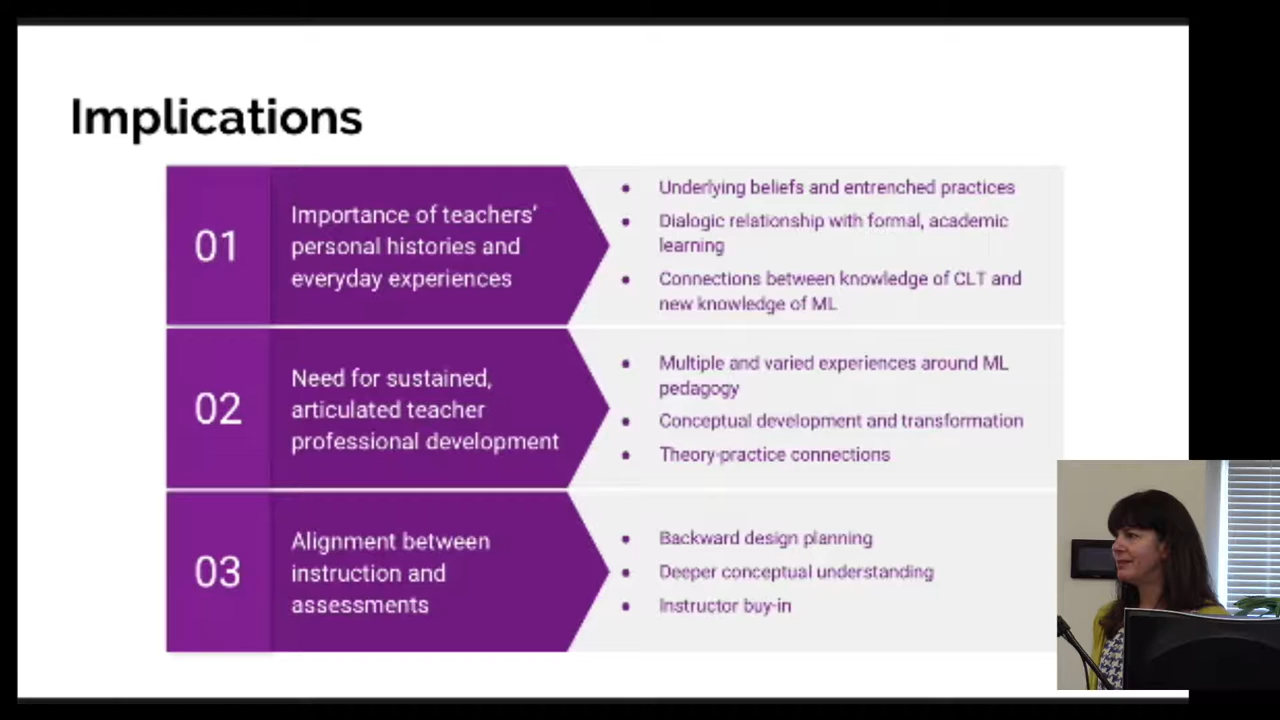 Implications
01
Importance of teachers'
personal histories and
everyday experiences
• Underlying beliefs and entrenched practices
• Dialogic relationship with formal, academic
learning
• Connections between knowledge of CLT and
new knowledge of ML
02
Need for sustained,
articulated teacher
professional development
• Multiple and varied experiences around ML
pedagogy
• Conceptual development and transformation
• Theory-practice connections
03
Alignment between
instruction and
assessments
• Backward design planning
• Deeper conceptual understanding
• Instructor buy-in